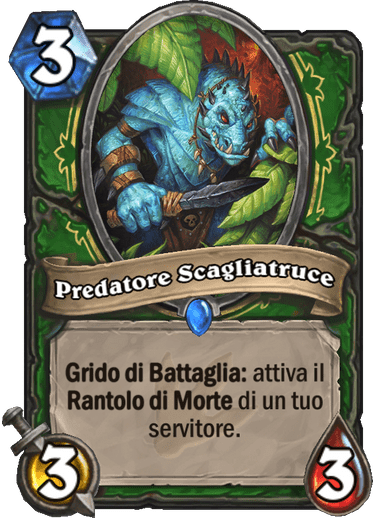 3
Predatore Scagliatruce
Grido di Battaglia: attiva il
Rantolo di Morte di un tuo
servitore.
3
3